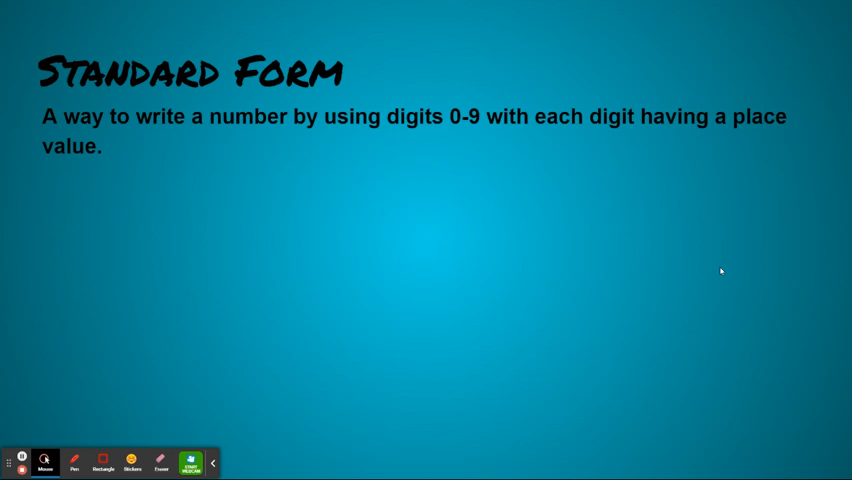 Standard Form
A way to write a number by using digits 0-9 with each digit having a place
value.
Mouse
Pen
Rectangle
Stickers
Eraser
START
WEBCAM